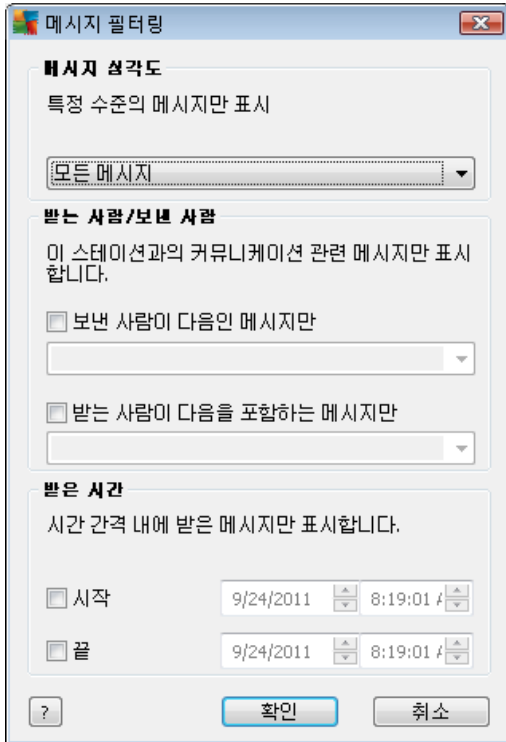 메시지 필터링
메시지 심각도
특정 수준의 메시지만 표시
모든 메시지
받는 사람/보낸 사람
이 스테이션과의 커뮤니케이션 관련 메시지만 표시
합니다.
보낸 사람이 다음인 메시지만
받는 사람이 다음을 포함하는 메시지만
받은 시간
시간 간격 내에 받은 메시지만 표시합니다.
시작 9/24/2011 8:19:01 A
끝 9/24/2011 8:19:01 A
? 확인 취소